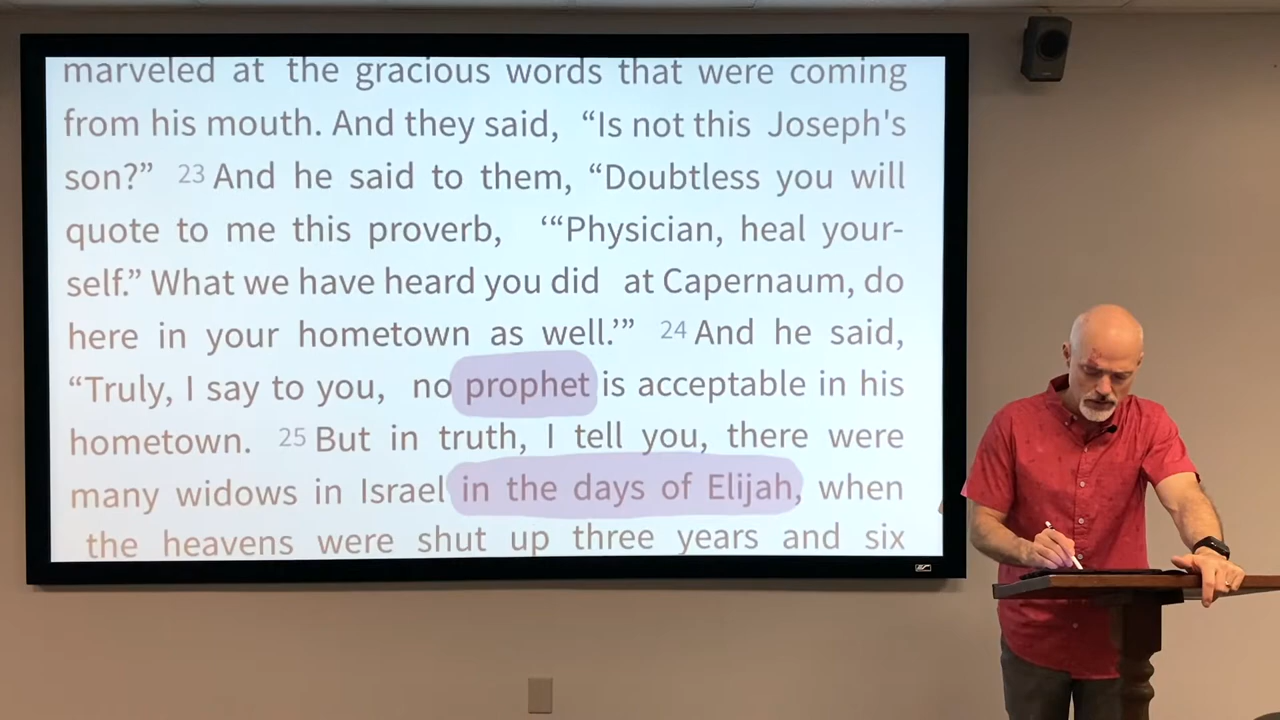 marveled at the gracious words that were coming
from his mouth. And they said, “Is not this Joseph's
son?” 23 And he said to them, “Doubtless you will
quote to me this proverb, ‘“Physician, heal your-
self.” What we have heard you did at Capernaum, do
here in your hometown as well.’” 24 And he said,
“Truly, I say to you, no prophet is acceptable in his
hometown. 25 But in truth, I tell you, there were
many widows in Israel in the days of Elijah, when
the heavens were shut up three years and six